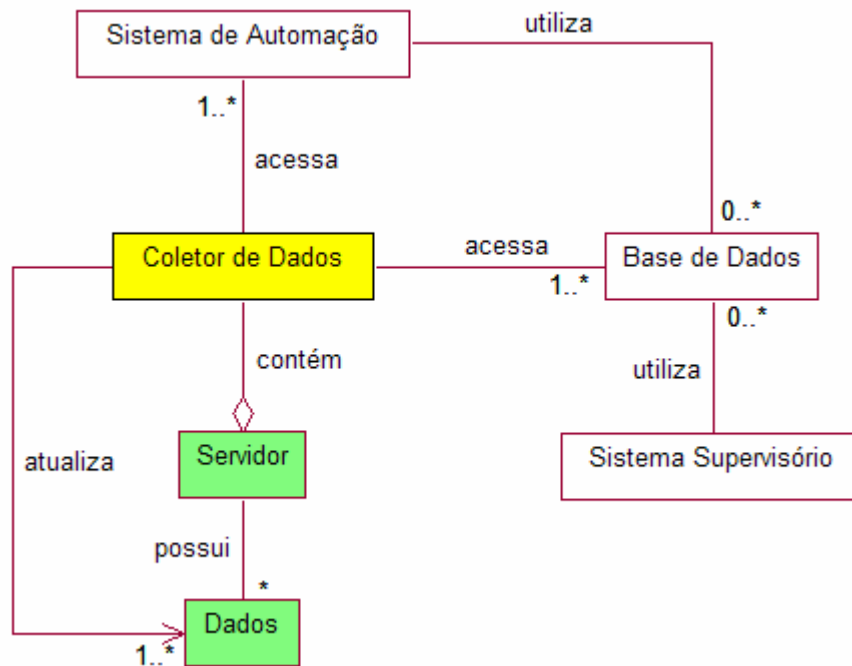 Sistema de Automação
utiliza
1..*
acessa
0..*
Coletor de Dados
acessa
1..*
Base de Dados
0..*
contém
utiliza
atualiza
Servidor
Sistema Supervisório
possui
*
Dados
1..*